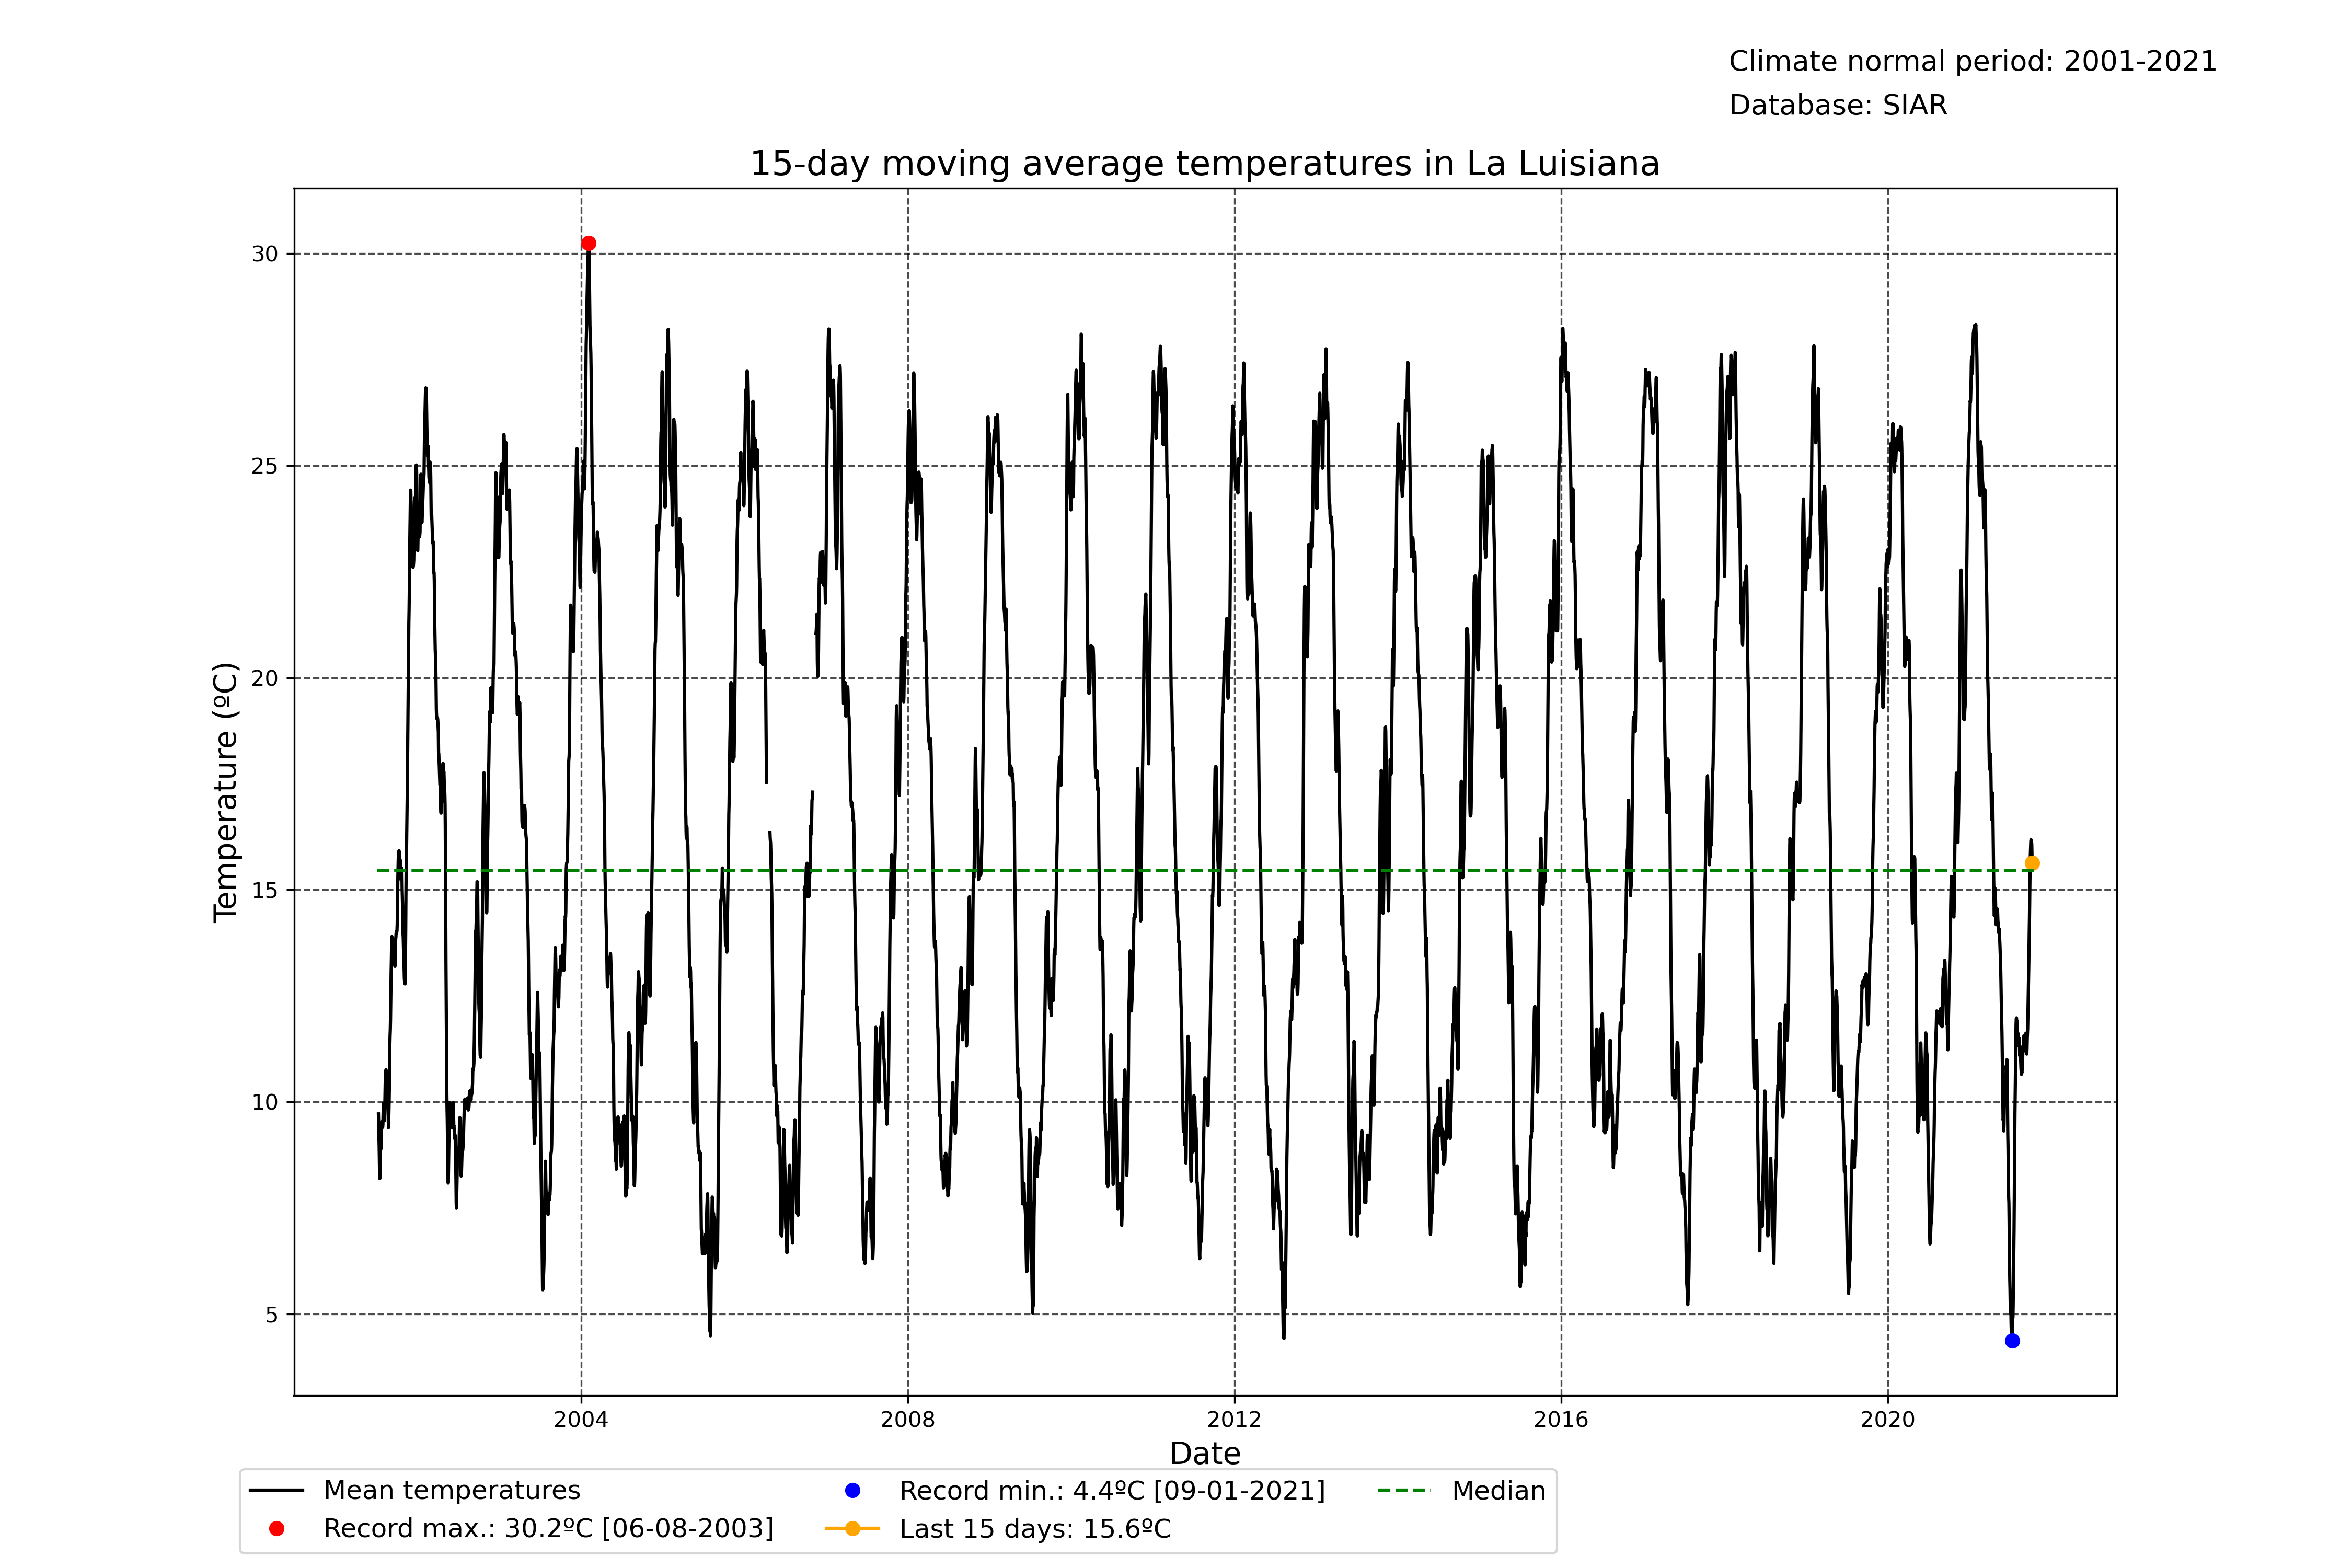 Climate normal period: 2001-2021
Database: SIAR
15-day moving average temperatures in La Luisiana
30
25
20
15
10
5
Temperature (ºC)
2004 2008 2012 2016 2020
Date
Mean temperatures
Record max.: 30.2ºC [06-08-2003]
Record min.: 4.4ºC [09-01-2021]
Last 15 days: 15.6ºC
Median